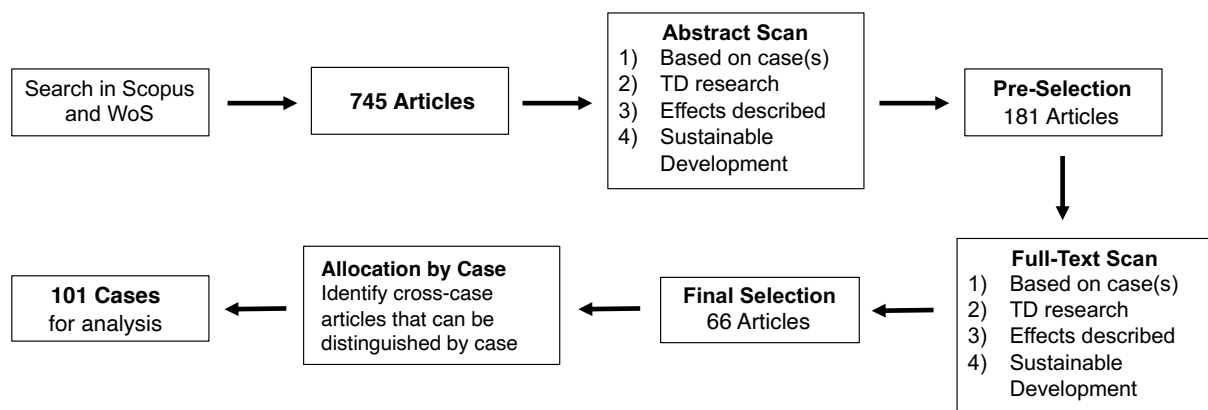 Search in Scopus
and WoS
745 Articles
Abstract Scan
1) Based on case(s)
2) TD research
3) Effects described
4) Sustainable
Development
Pre-Selection
181 Articles
Full-Text Scan
1) Based on case(s)
2) TD research
3) Effects described
4) Sustainable
Development
Final Selection
66 Articles
Allocation by Case
Identify cross-case
articles that can be
distinguished by case
101 Cases
for analysis